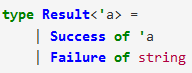 type Result<'a> =
| Success of 'a
| Failure of string